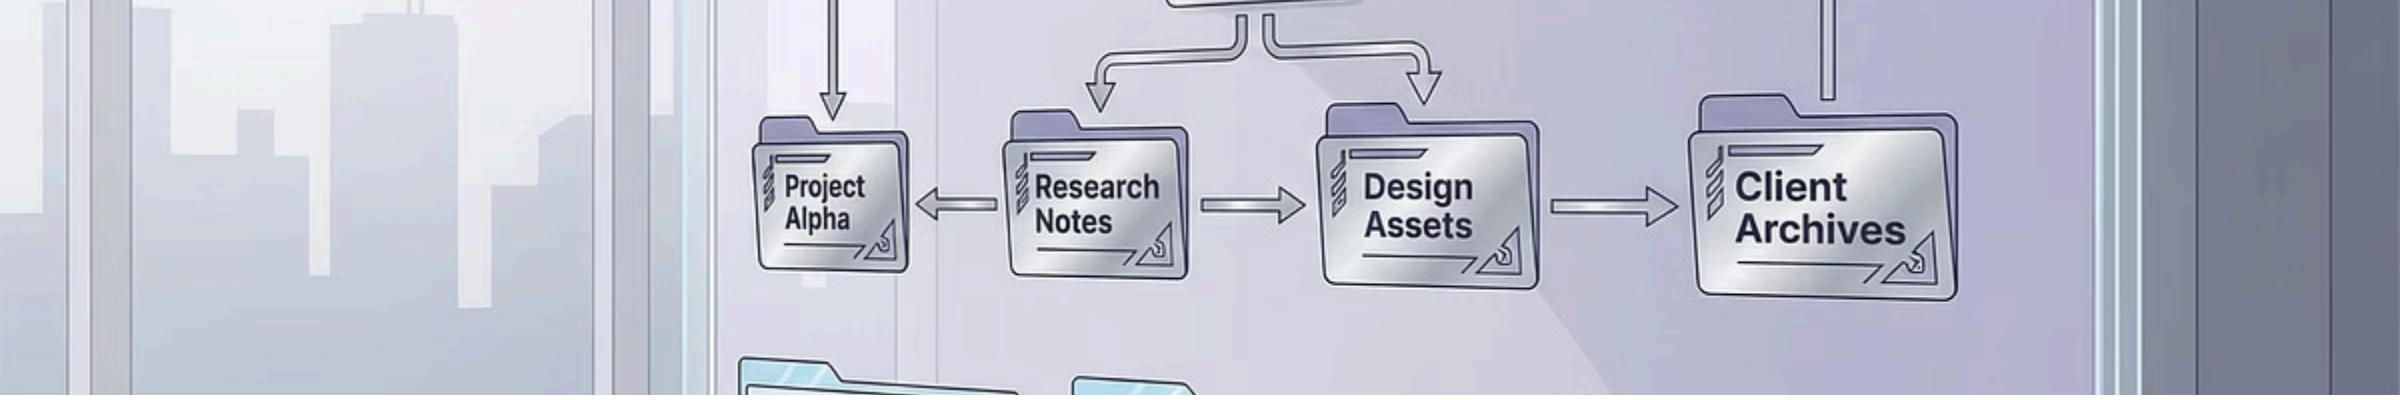 Project
Alpha
Research
Notes
Design
Assets
Client
Archives